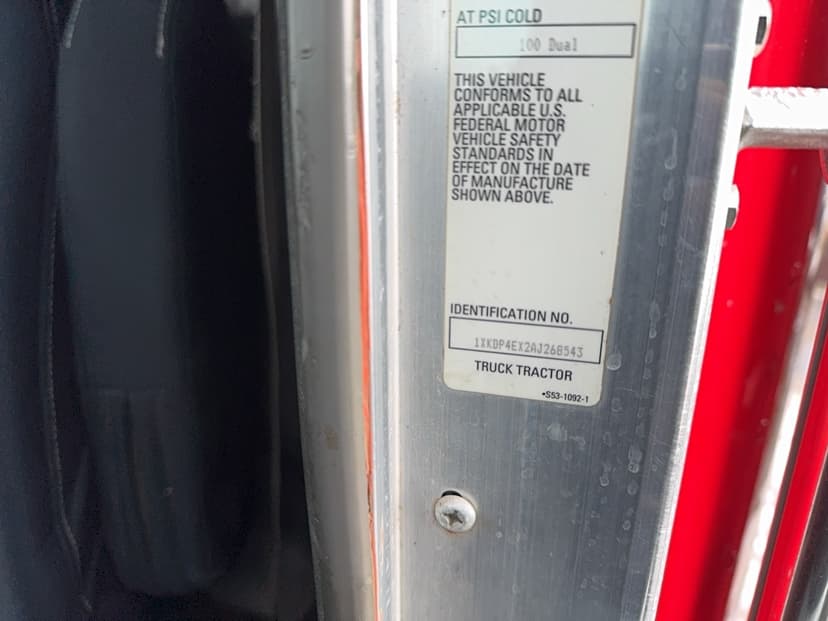 AT PSI COLD
100 Dual
THIS VEHICLE
CONFORMS TO ALL
APPLICABLE U.S.
FEDERAL MOTOR
VEHICLE SAFETY
STANDARDS IN
EFFECT ON THE DATE
OF MANUFACTURE
SHOWN ABOVE.
IDENTIFICATION NO.
1XKDP4EX2AJ268543
TRUCK TRACTOR
•S53-1092-1